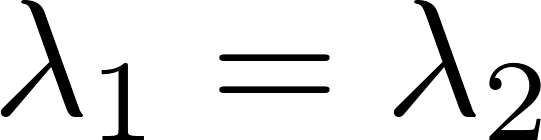 λ₁ = λ₂